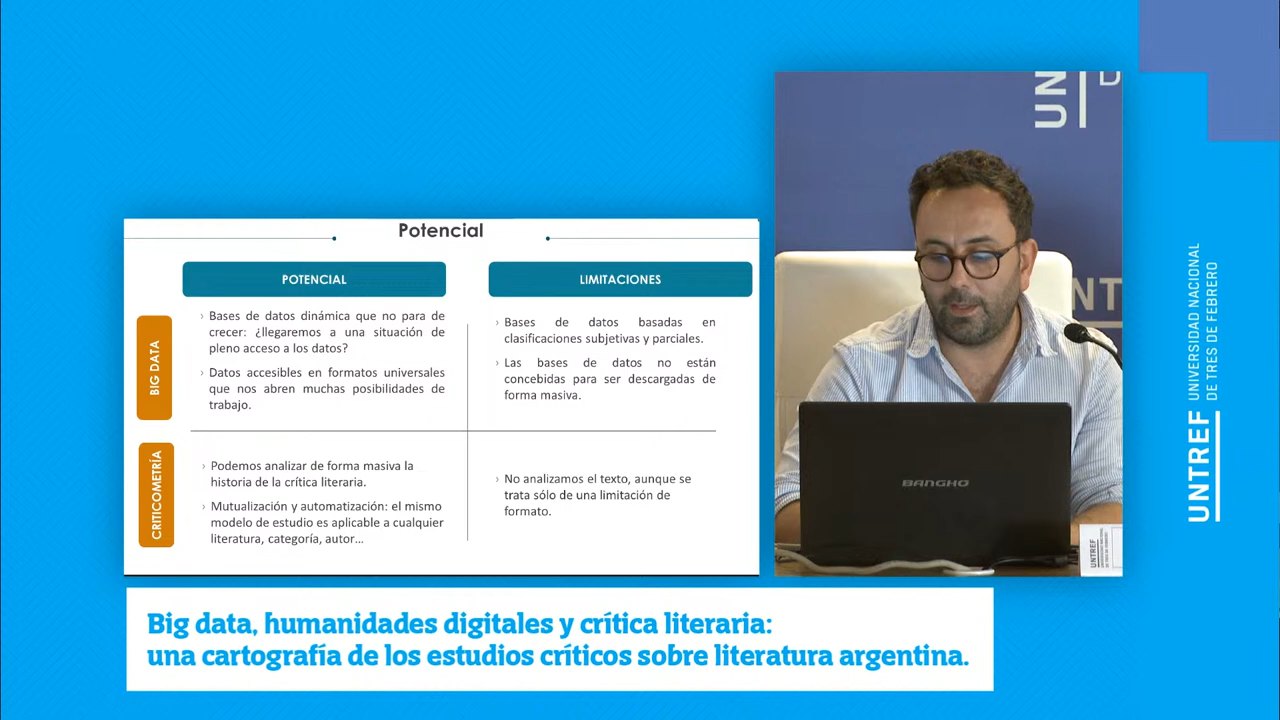 Potencial
POTENCIAL
LIMITACIONES
BIG DATA
› Bases de datos dinámica que no para de
crecer: ¿llegaremos a una situación de
pleno acceso a los datos?
› Datos accesibles en formatos universales
que nos abren muchas posibilidades de
trabajo.
› Bases de datos basadas en
clasificaciones subjetivas y parciales.
› Las bases de datos no están
concebidas para ser descargadas de
forma masiva.
CRITICOMETRÍA
› Podemos analizar de forma masiva la
historia de la crítica literaria.
› Mutualización y automatización: el mismo
modelo de estudio es aplicable a cualquier
literatura, categoría, autor...
› No analizamos el texto, aunque se
trata sólo de una limitación de
formato.
UN
D
NT
BANGHO
UNTREF
UNTREF
UNIVERSIDAD NACIONAL
DE TRES DE FEBRERO
Big data, humanidades digitales y crítica literaria:
una cartografía de los estudios críticos sobre literatura argentina.